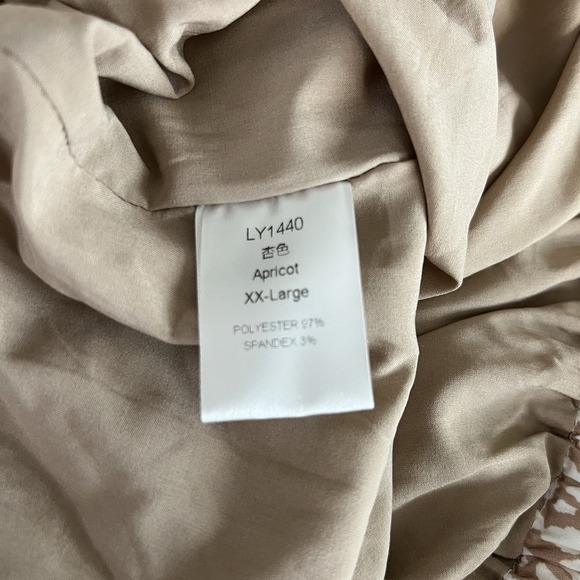 LY1440
杏色
Apricot
XX-Large
POLYESTER 97%
SPANDEX 3%